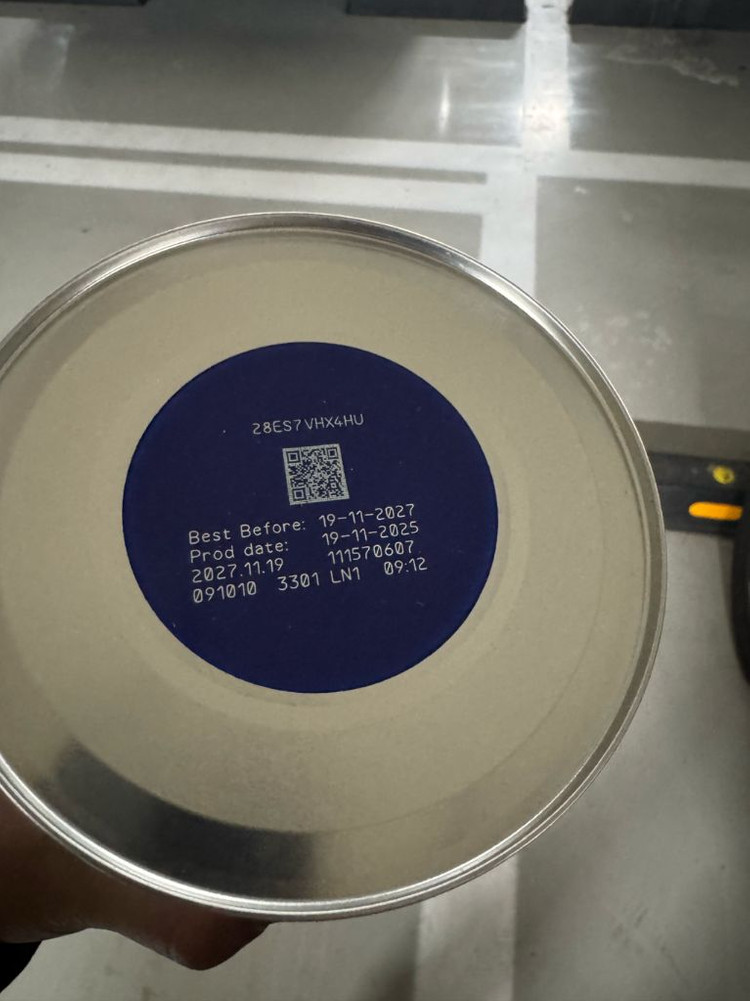 28ES7VHX4HU
Best Before: 19-11-2027
Prod date: 19-11-2025
2027.11.19 111570607
091010 3301 LN1 09:12